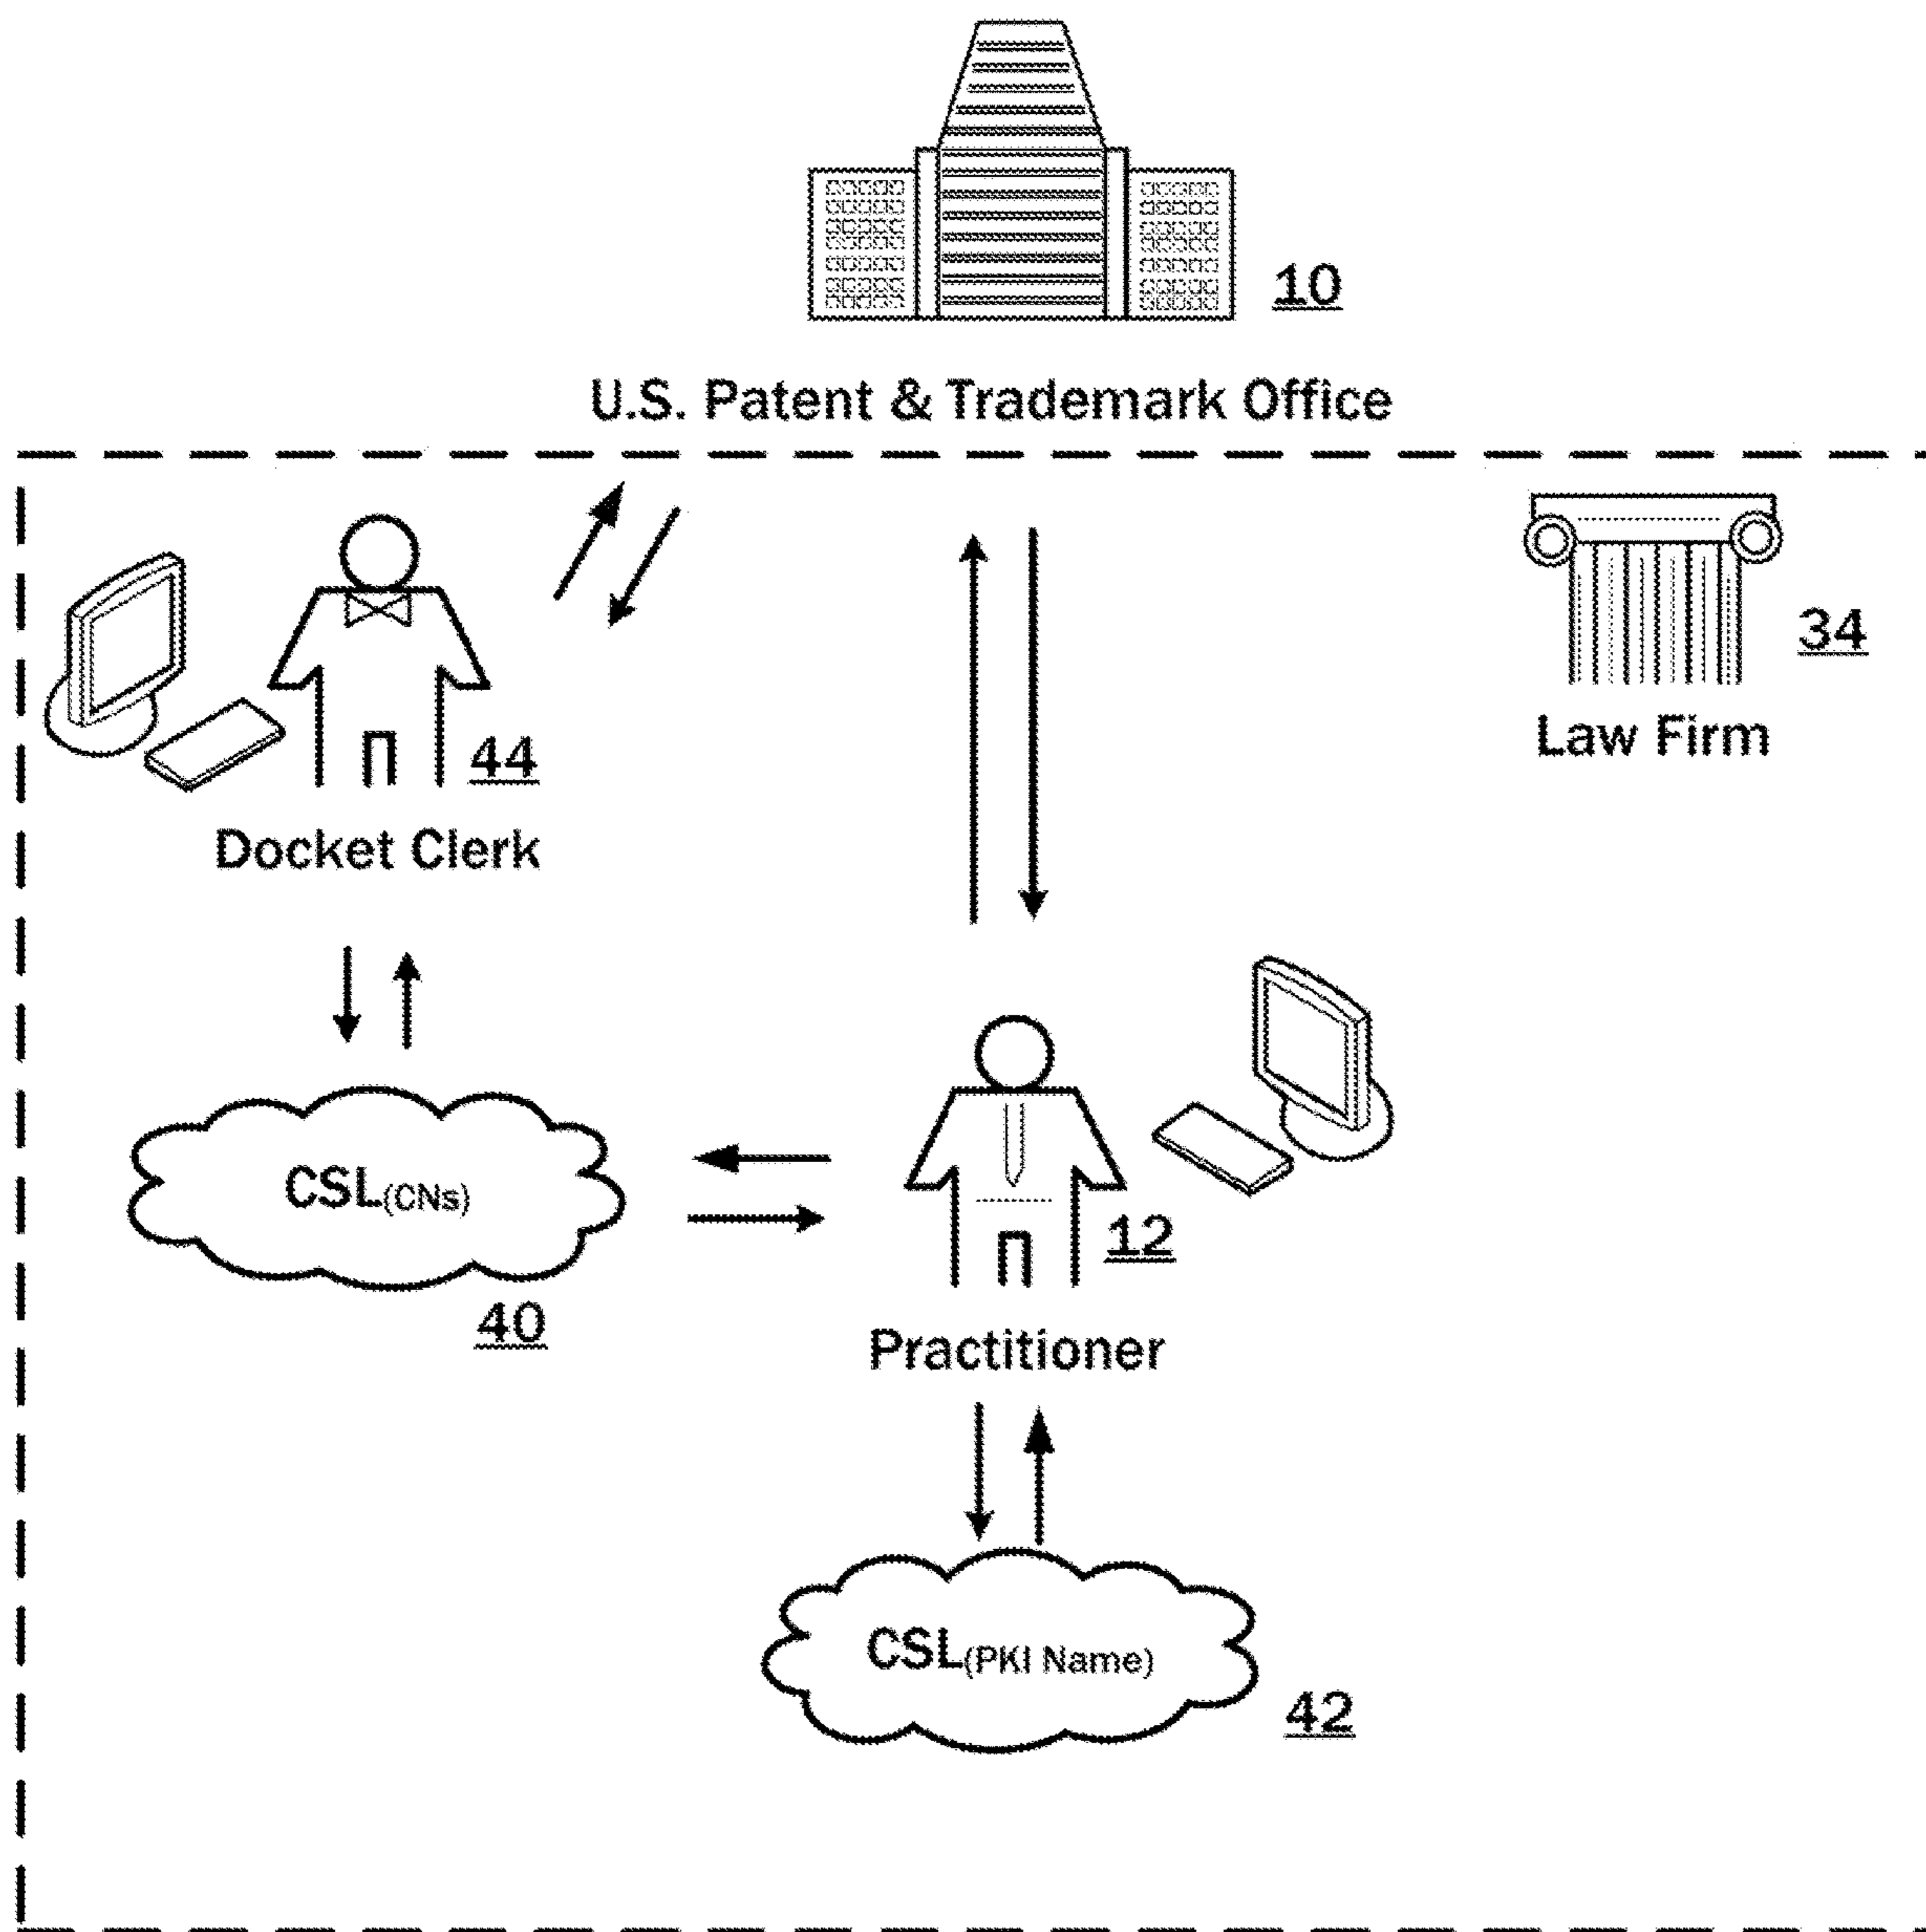 10
U.S. Patent & Trademark Office
34
Law Firm
44
Docket Clerk
CSL(CNs)
40
12
Practitioner
CSL(PKI Name)
42